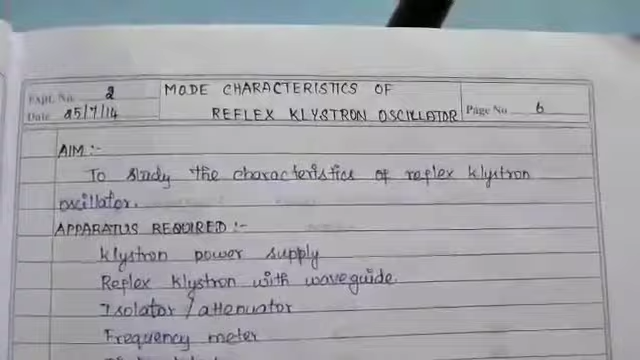 Expt. No. 2
MODE CHARACTERISTICS OF
Date 25/7/14
REFLEX KLYSTRON OSCILLATOR
Page No. 6
AIM:-
To study the characteristics of reflex klystron
oscillator.
APPARATUS REQUIRED:-
Klystron power supply
Reflex klystron with waveguide
Isolator / attenuator
Frequency meter